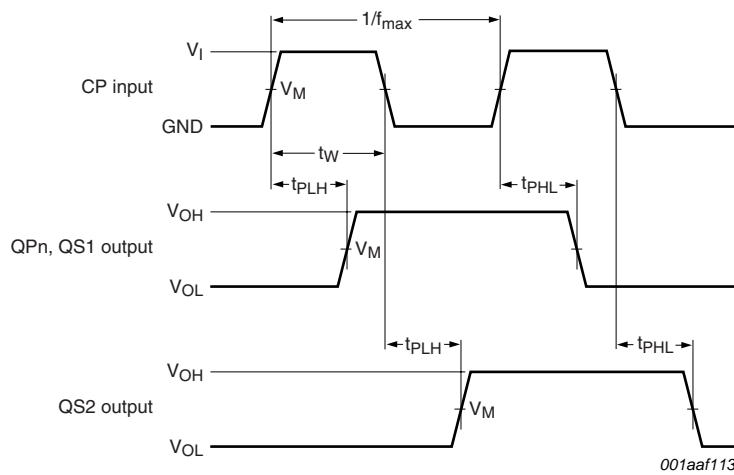 1/fmax
VI
CP input
VM
GND
tW
tPLH
tPHL
VOH
QPn, QS1 output
VM
VOL
tPLH
tPHL
VOH
QS2 output
VM
VOL
001aaf113